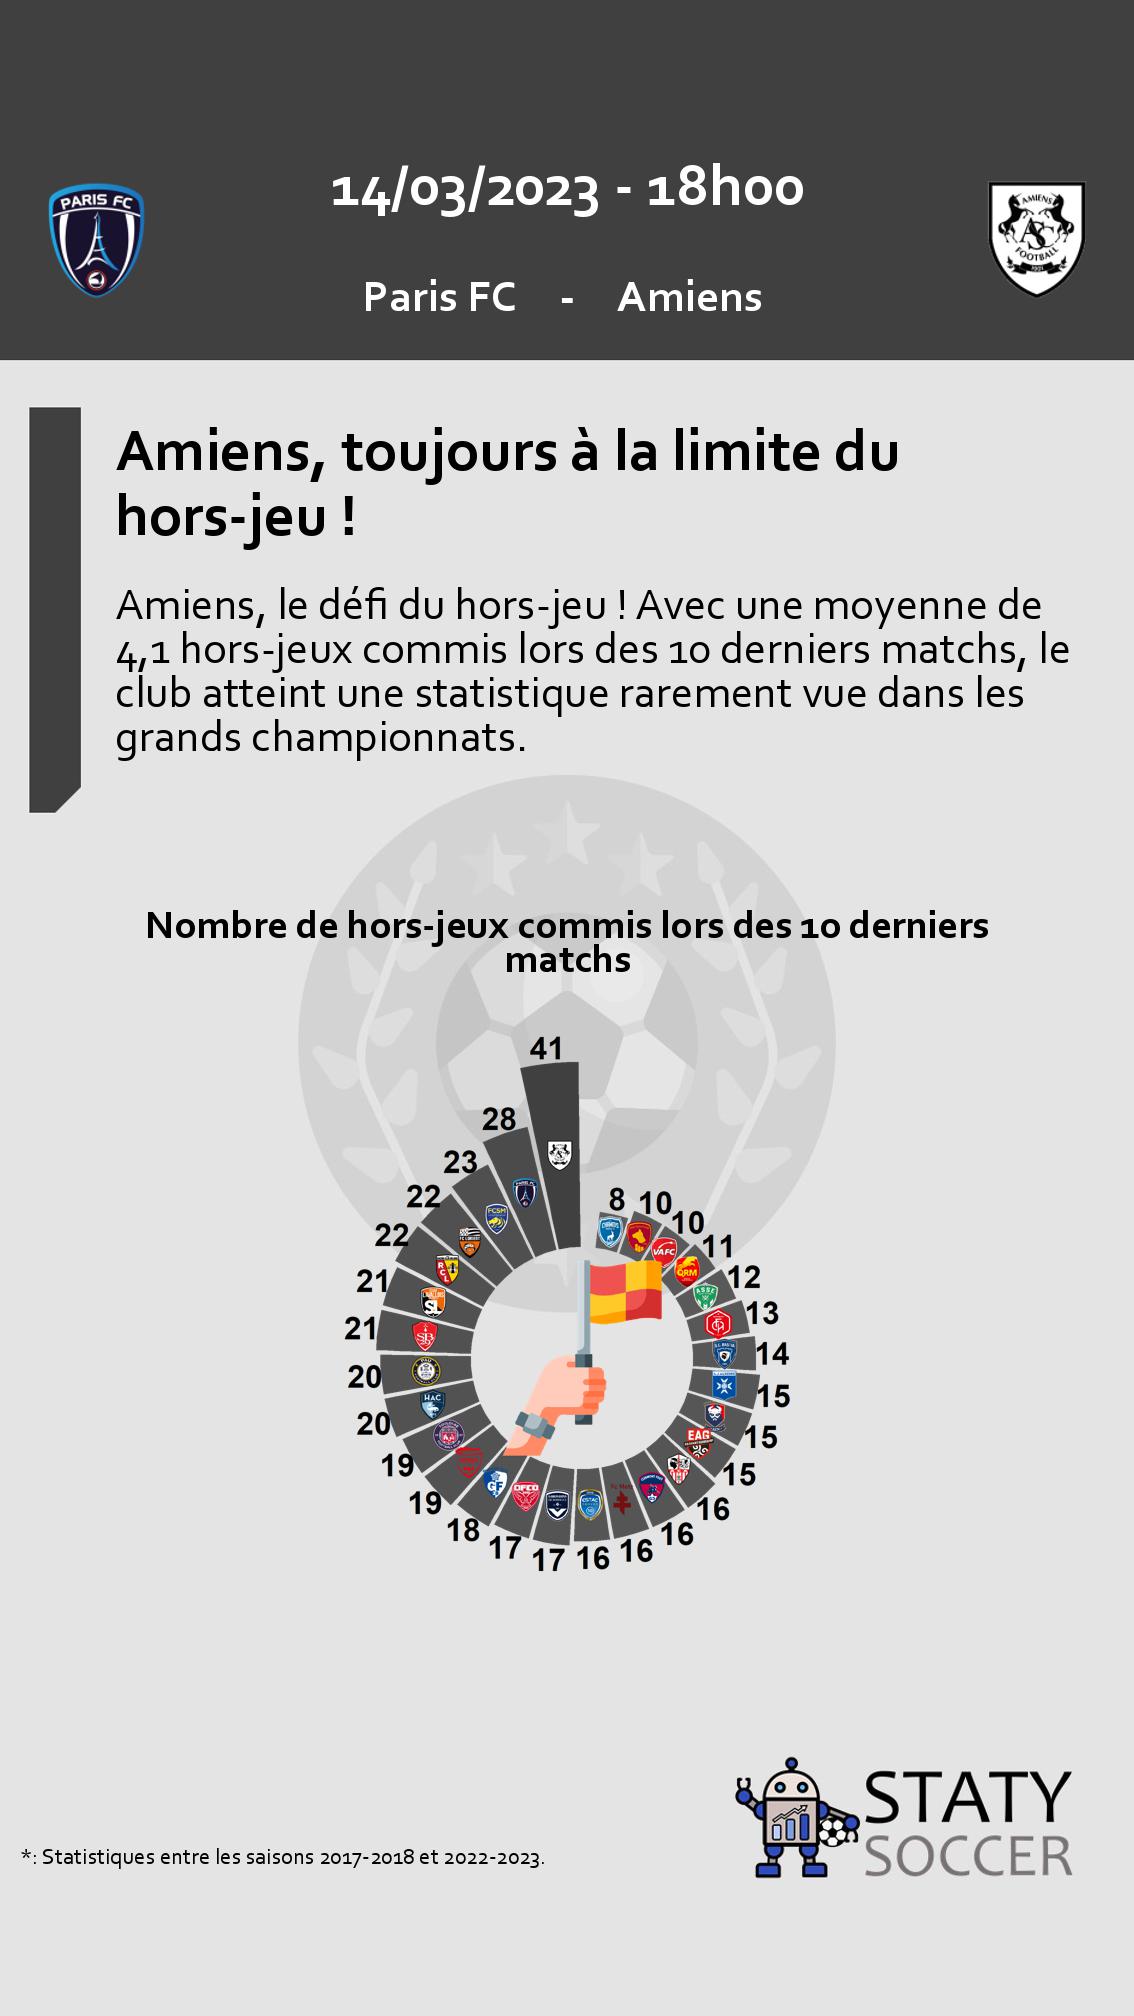 14/03/2023 - 18h00
PARIS FC
AMIENS
ASC
FOOTBALL
Paris FC - Amiens
Amiens, toujours à la limite du
hors-jeu !
Amiens, le défi du hors-jeu ! Avec une moyenne de
4,1 hors-jeux commis lors des 10 derniers matchs, le
club atteint une statistique rarement vue dans les
grands championnats.
Nombre de hors-jeux commis lors des 10 derniers
matchs
41
28
23
22
22
21
21
20
20
19
19
18
17
17
16
16
16
16
15
15
15
14
13
12
11
10
10
8
VAFC
QRM
ASSE
EAG
FCSM
RCL
SL
SB
HAC
GF
DFCO
ESTAC
STATY
SOCCER
*: Statistiques entre les saisons 2017-2018 et 2022-2023.